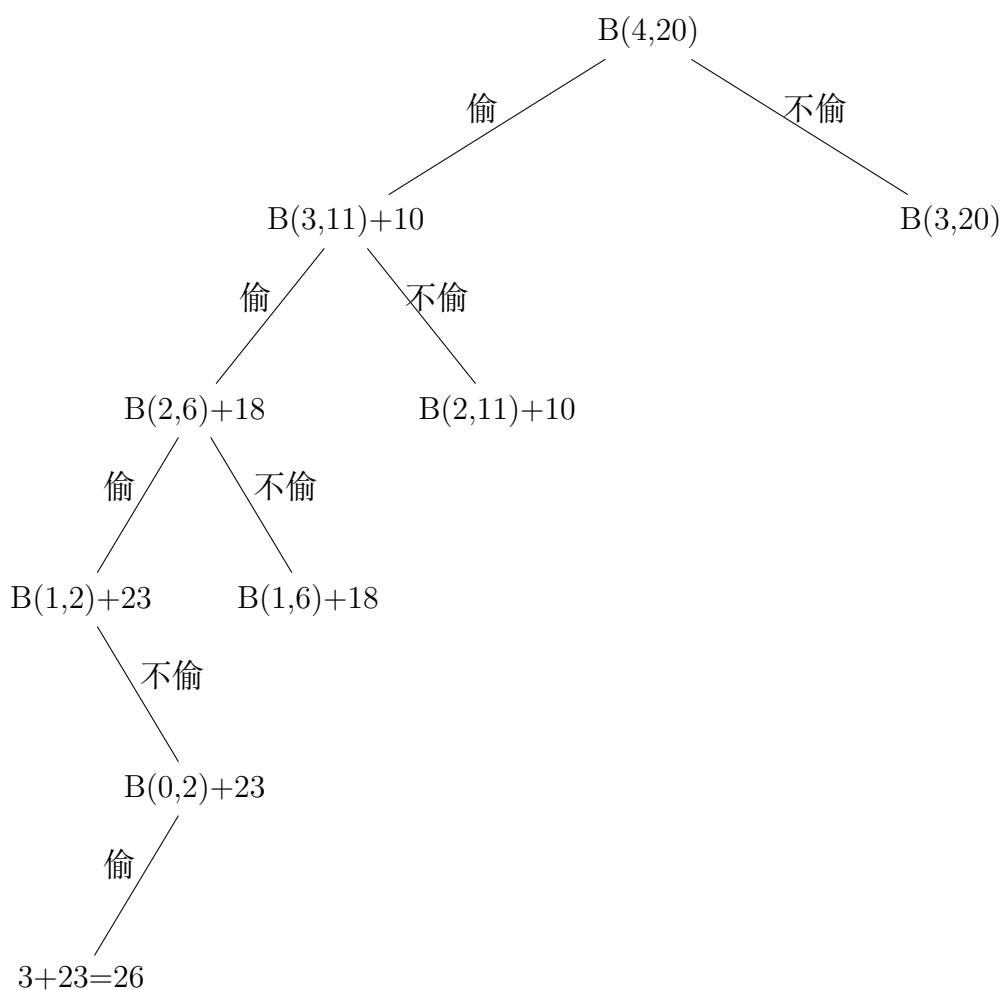 B(4,20)
偷
不偷
B(3,11)+10
B(3,20)
偷
不偷
B(2,6)+18
B(2,11)+10
偷
不偷
B(1,2)+23
B(1,6)+18
不偷
B(0,2)+23
偷
3+23=26